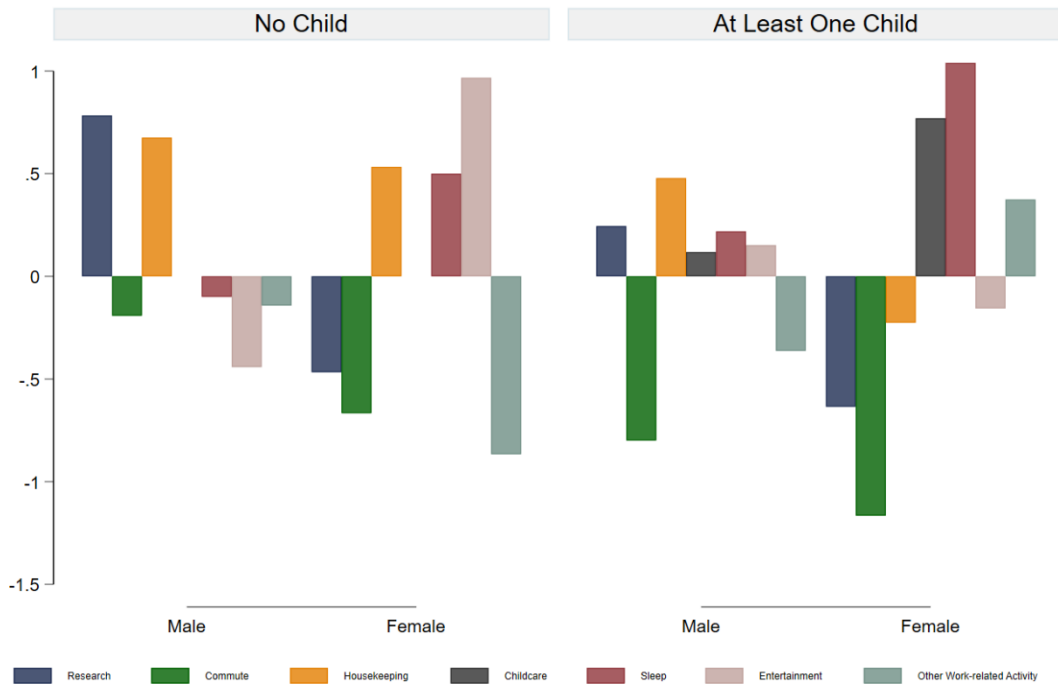 No Child
At Least One Child
1
.5
0
-.5
-1
-1.5
Male
Female
Male
Female
Research
Commute
Housekeeping
Childcare
Sleep
Entertainment
Other Work-related Activity